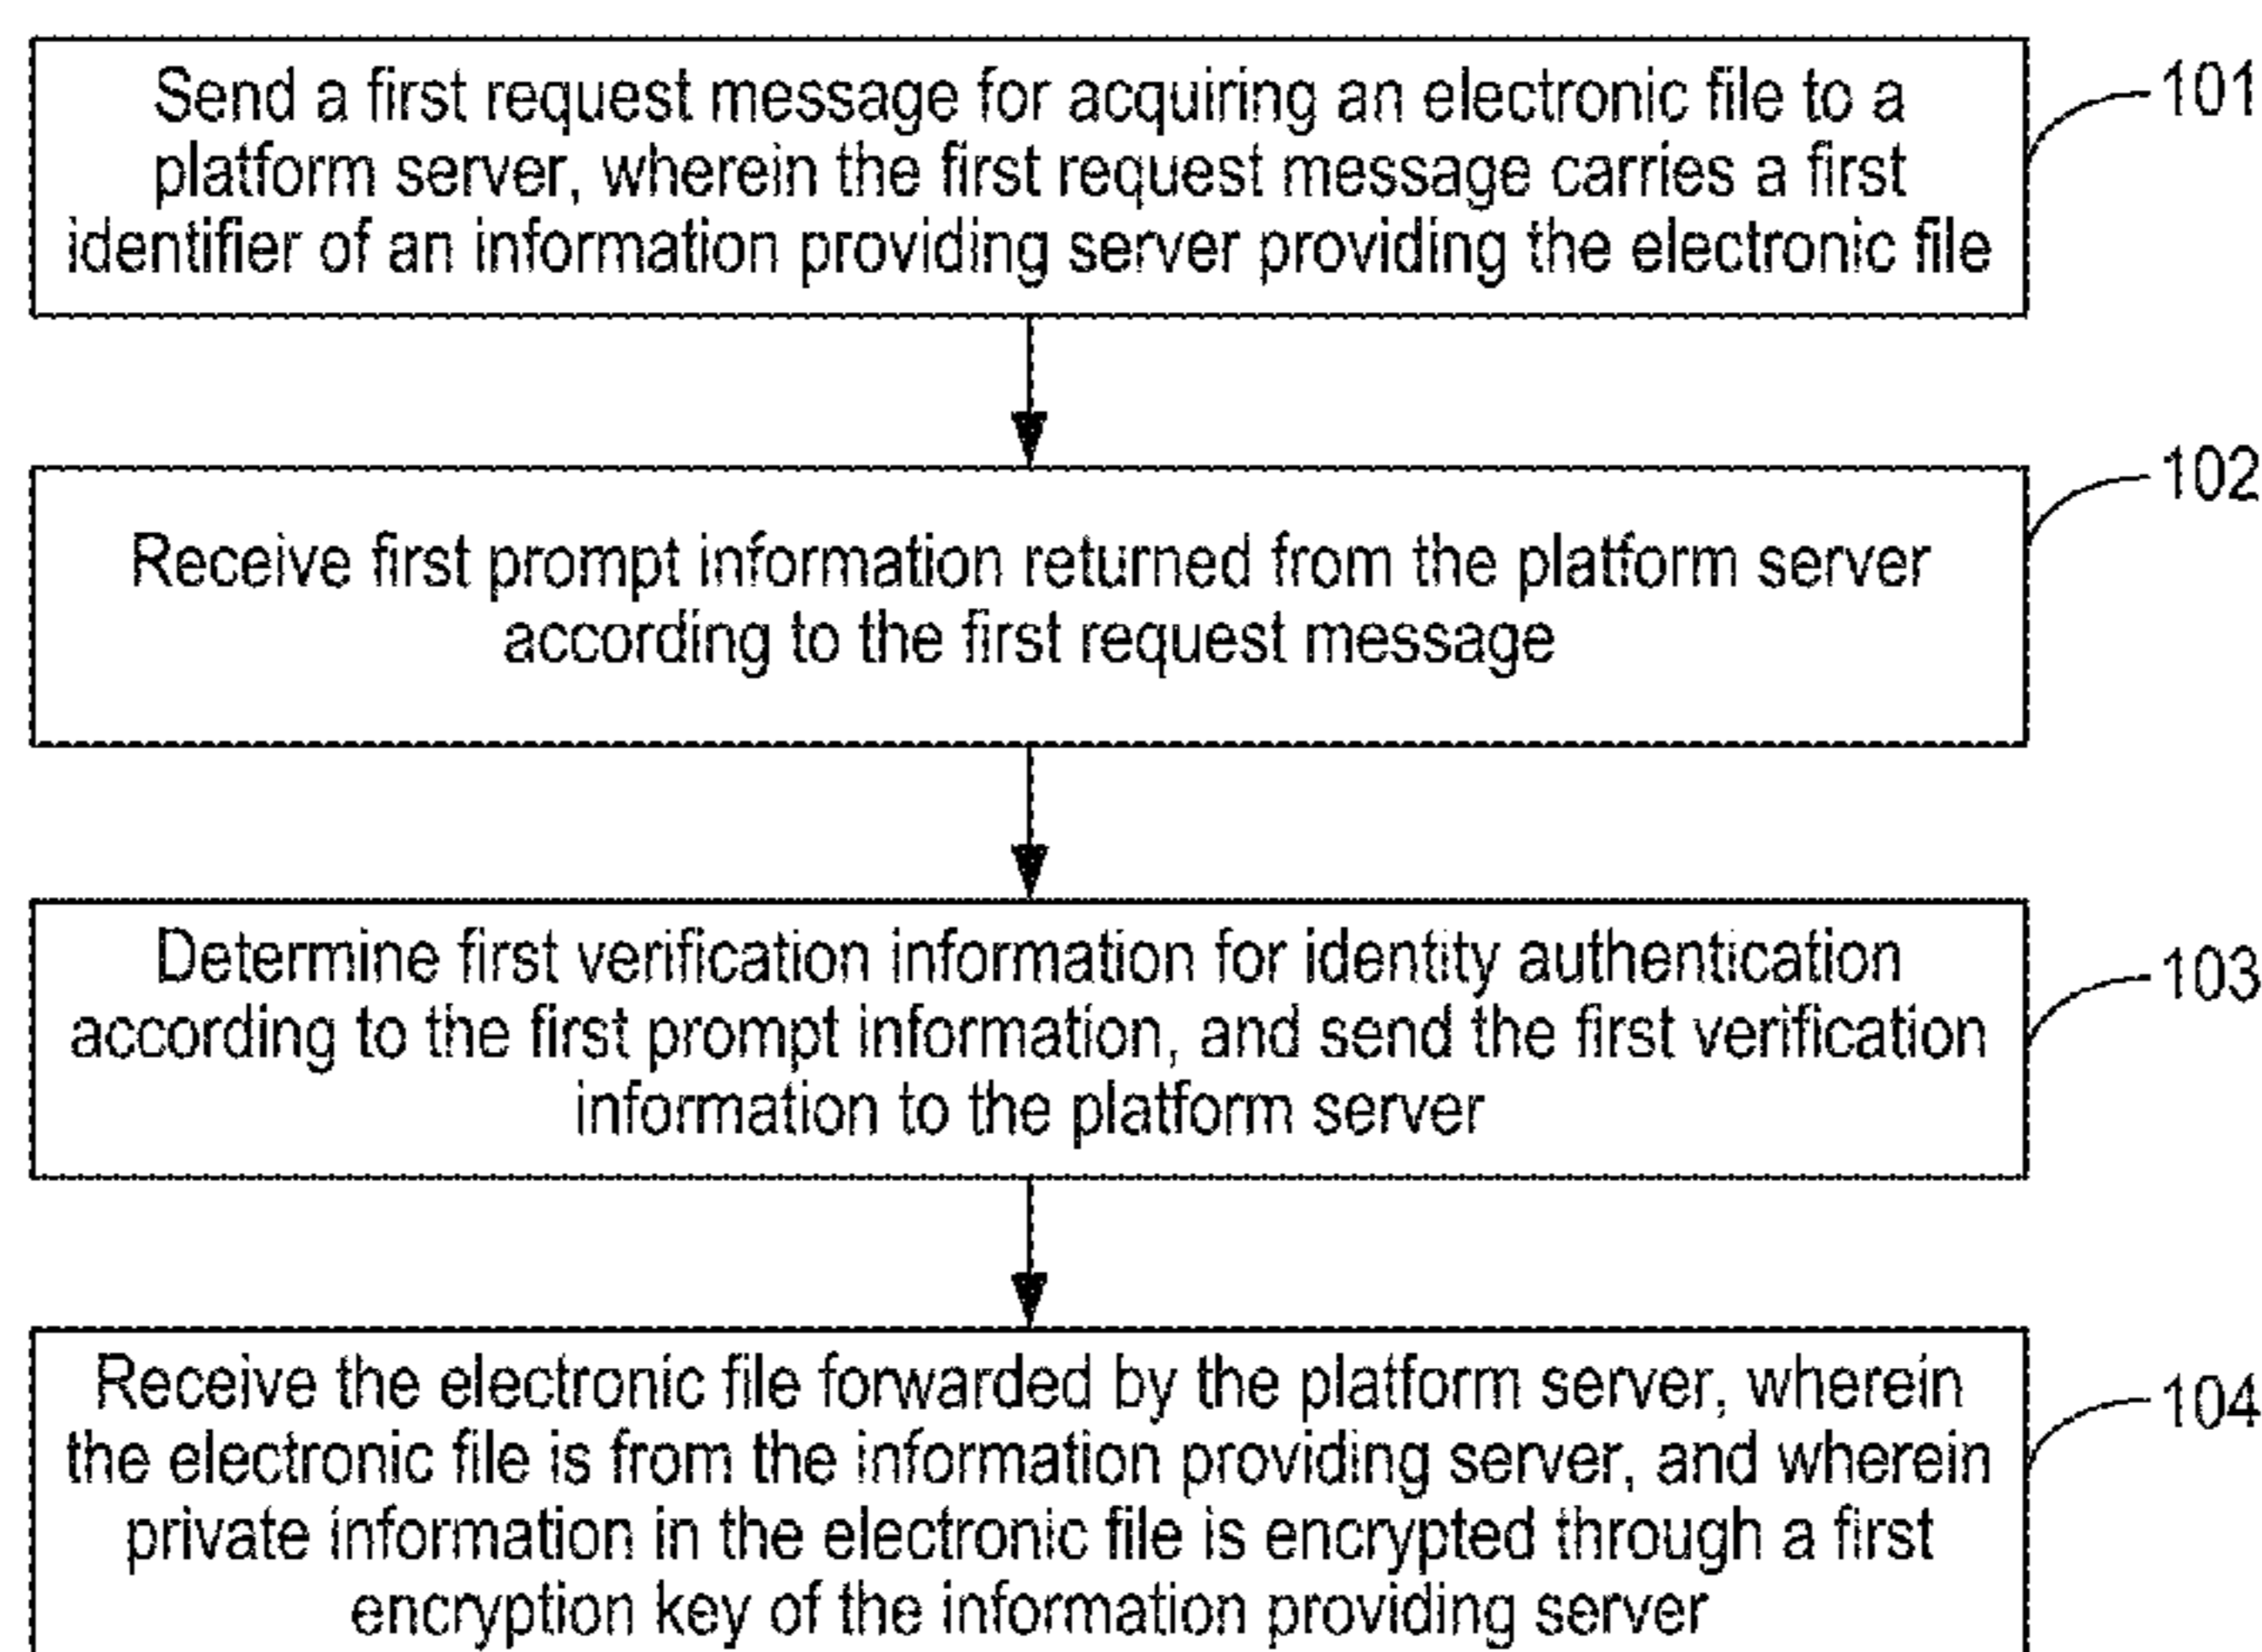 Send a first request message for acquiring an electronic file to a
platform server, wherein the first request message carries a first
identifier of an information providing server providing the electronic file
101
Receive first prompt information returned from the platform server
according to the first request message
102
Determine first verification information for identity authentication
according to the first prompt information, and send the first verification
information to the platform server
103
Receive the electronic file forwarded by the platform server, wherein
the electronic file is from the information providing server, and wherein
private information in the electronic file is encrypted through a first
encryption key of the information providing server
104